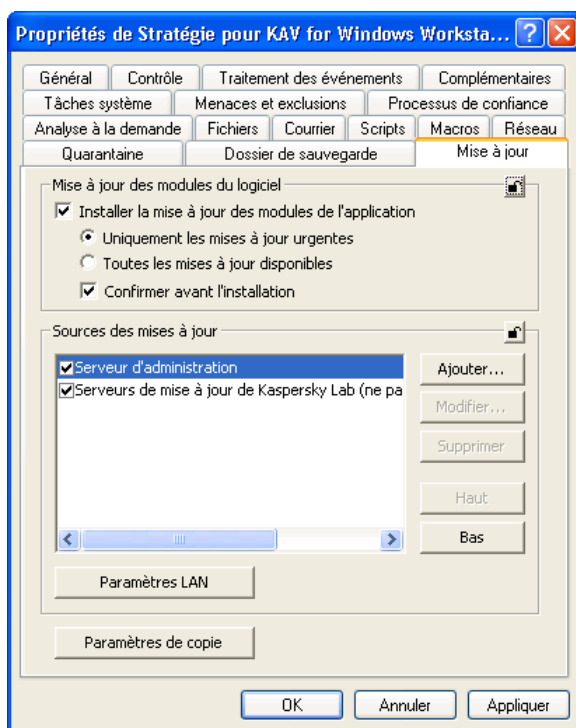 Propriétés de Stratégie pour KAV for Windows Worksta...
Général Contrôle Traitement des événements Complémentaires
Tâches système Menaces et exclusions Processus de confiance
Analyse à la demande Fichiers Courrier Scripts Macros Réseau
Quarantaine Dossier de sauvegarde Mise à jour
Mise à jour des modules du logiciel
Installer la mise à jour des modules de l'application
Uniquement les mises à jour urgentes
Toutes les mises à jour disponibles
Confirmer avant l'installation
Sources des mises à jour
Serveur d'administration
Serveurs de mise à jour de Kaspersky Lab (ne pa
Ajouter...
Modifier...
Supprimer
Haut
Bas
Paramètres LAN
Paramètres de copie
OK Annuler Appliquer